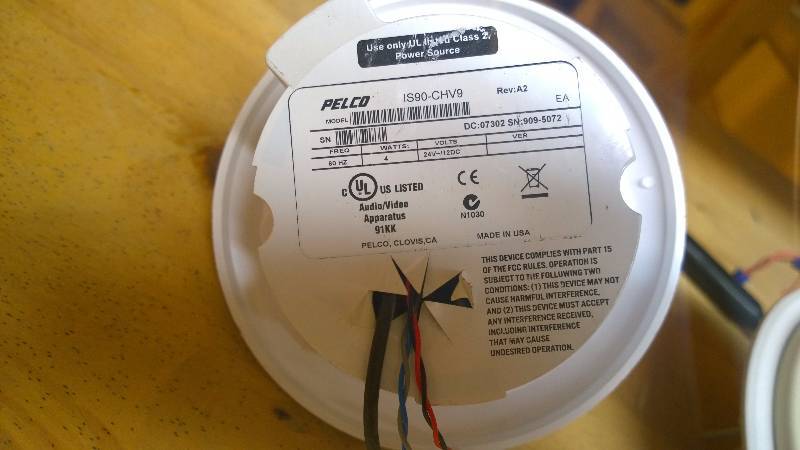 Use only UL listed Class 2,
Power Source
PELCO IS90-CHV9 Rev:A2
MODEL EA
SN DC:07302 SN:909-5072
FREQ WATTS: VOLTS VER
60 HZ 4 24V~/12DC
C UL US LISTED CE
Audio/Video
Apparatus N1030
91KK
PELCO, CLOVIS,CA MADE IN USA
THIS DEVICE COMPLIES WITH PART 15
OF THE FCC RULES. OPERATION IS
SUBJECT TO THE FOLLOWING TWO
CONDITIONS: (1) THIS DEVICE MAY NOT
CAUSE HARMFUL INTERFERENCE,
AND (2) THIS DEVICE MUST ACCEPT
ANY INTERFERENCE RECEIVED,
INCLUDING INTERFERENCE
THAT MAY CAUSE
UNDESIRED OPERATION.